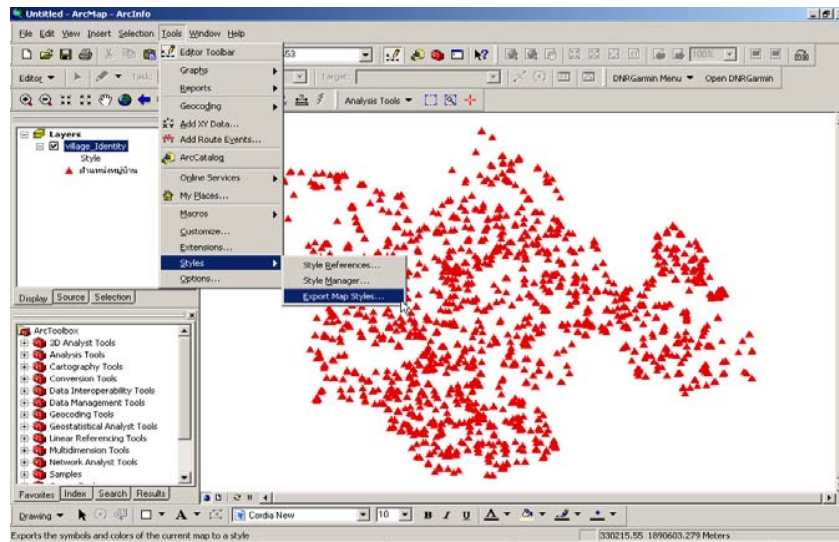 Untitled - ArcMap - ArcInfo
File Edit View Insert Selection Tools Window Help
100%
Editor Task: Target: DNRGarmin Menu Open DNRGarmin
Analysis Tools
Editor Toolbar
Graphs
Reports
Geocoding
Add XY Data...
Add Route Events...
ArcCatalog
Online Services
My Places...
Macros
Customize...
Extensions...
Styles
Options...
Style References...
Style Manager...
Export Map Styles...
Layers
village_Identity
Style
ตำแหน่งหมู่บ้าน
Display Source Selection
ArcToolbox
3D Analyst Tools
Analysis Tools
Cartography Tools
Conversion Tools
Data Interoperability Tools
Data Management Tools
Geocoding Tools
Geostatistical Analyst Tools
Linear Referencing Tools
Multidimension Tools
Network Analyst Tools
Samples
Favorites Index Search Results
Drawing A Cordia New 10 B I U A
Exports the symbols and colors of the current map to a style
330215.55 1890603.279 Meters